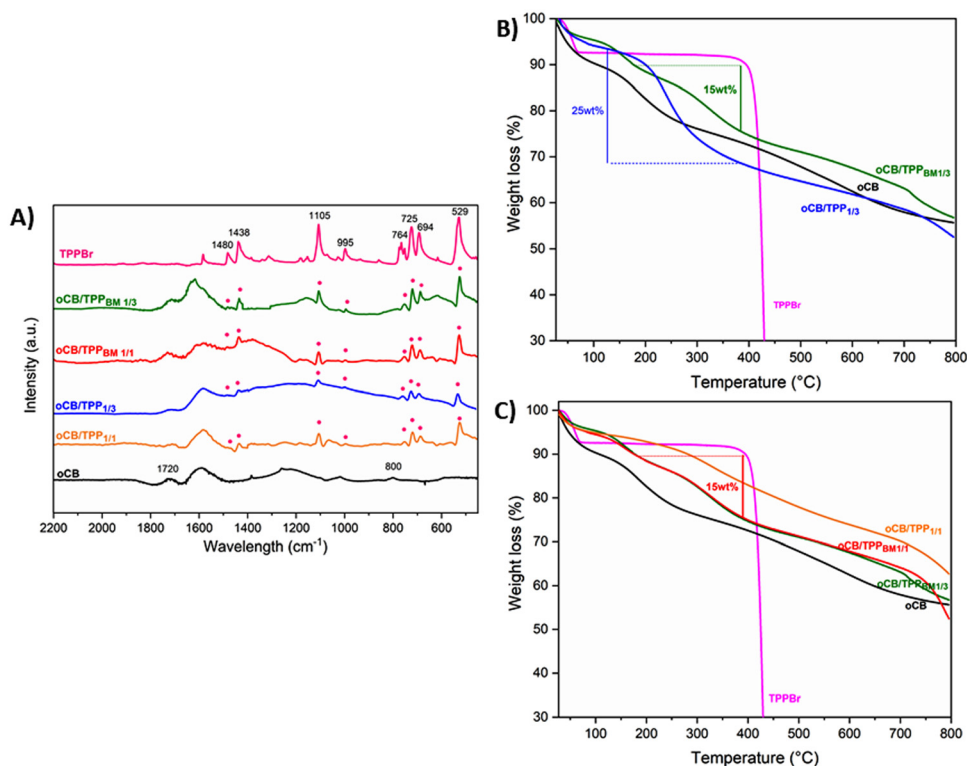 A)
TPPBr
1480
1438
1105
995
764
725
694
529
oCB/TPPBM 1/3
oCB/TPPBM 1/1
oCB/TPP1/3
oCB/TPP1/1
oCB
1720
800
Intensity (a.u.)
2200 2000 1800 1600 1400 1200 1000 800 600
Wavelength (cm-1)
B)
100
90
80
70
60
50
40
30
Weight loss (%)
15wt%
25wt%
oCB/TPPBM1/3
oCB
oCB/TPP1/3
TPPBr
100 200 300 400 500 600 700 800
Temperature (°C)
C)
100
90
80
70
60
50
40
30
Weight loss (%)
15wt%
oCB/TPP1/1
oCB/TPPBM1/1
oCB/TPPBM1/3
oCB
TPPBr
100 200 300 400 500 600 700 800
Temperature (°C)